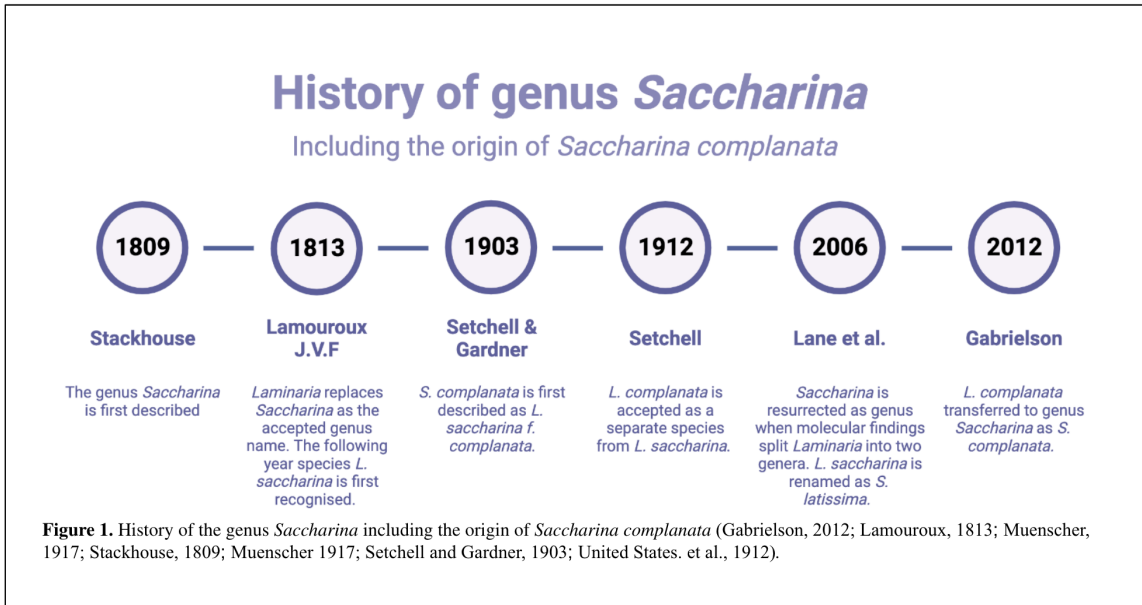 History of genus Saccharina
Including the origin of Saccharina complanata
1809
1813
1903
1912
2006
2012
Stackhouse
Lamouroux
J.V.F
Setchell &
Gardner
Setchell
Lane et al.
Gabrielson
The genus Saccharina
is first described
Laminaria replaces
Saccharina as the
accepted genus
name. The following
year species L.
saccharina is first
recognised.
S. complanata is first
described as L.
saccharina f.
complanata.
L. complanata is
accepted as a
separate species
from L. saccharina.
Saccharina is
resurrected as genus
when molecular findings
split Laminaria into two
genera. L. saccharina is
renamed as S.
latissima.
L. complanata
transferred to genus
Saccharina as S.
complanata.
Figure 1. History of the genus Saccharina including the origin of Saccharina complanata (Gabrielson, 2012; Lamouroux, 1813; Muenscher,
1917; Stackhouse, 1809; Muenscher 1917; Setchell and Gardner, 1903; United States. et al., 1912).